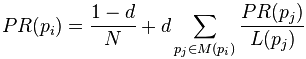 PR(p_i) = \frac{1-d}{N} + d \sum_{p_j \in M(p_i)} \frac{PR(p_j)}{L(p_j)}